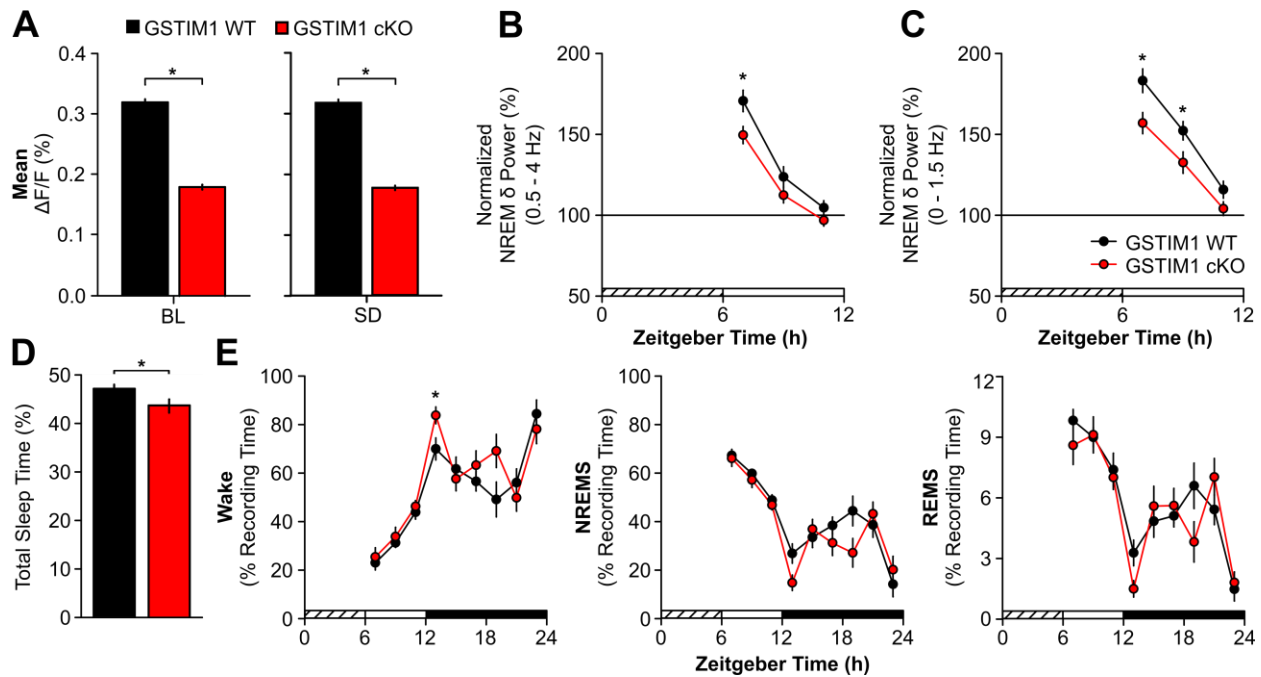 A
GSTIM1 WT
GSTIM1 cKO
Mean
ΔF/F (%)
0.4
0.3
0.2
0.1
0.0
*
*
BL
SD
B
Normalized
NREM δ Power (%)
(0.5 - 4 Hz)
200
150
100
50
*
6
12
Zeitgeber Time (h)
C
Normalized
NREM δ Power (%)
(0 - 1.5 Hz)
200
150
100
50
*
*
GSTIM1 WT
GSTIM1 cKO
6
12
Zeitgeber Time (h)
D
Total Sleep Time (%)
50
40
30
20
10
0
*
E
Wake
(% Recording Time)
100
80
60
40
20
0
*
0
6
12
18
24
NREMS
(% Recording Time)
100
80
60
40
20
0
0
6
12
18
24
Zeitgeber Time (h)
REMS
(% Recording Time)
12
9
6
3
0
0
6
12
18
24